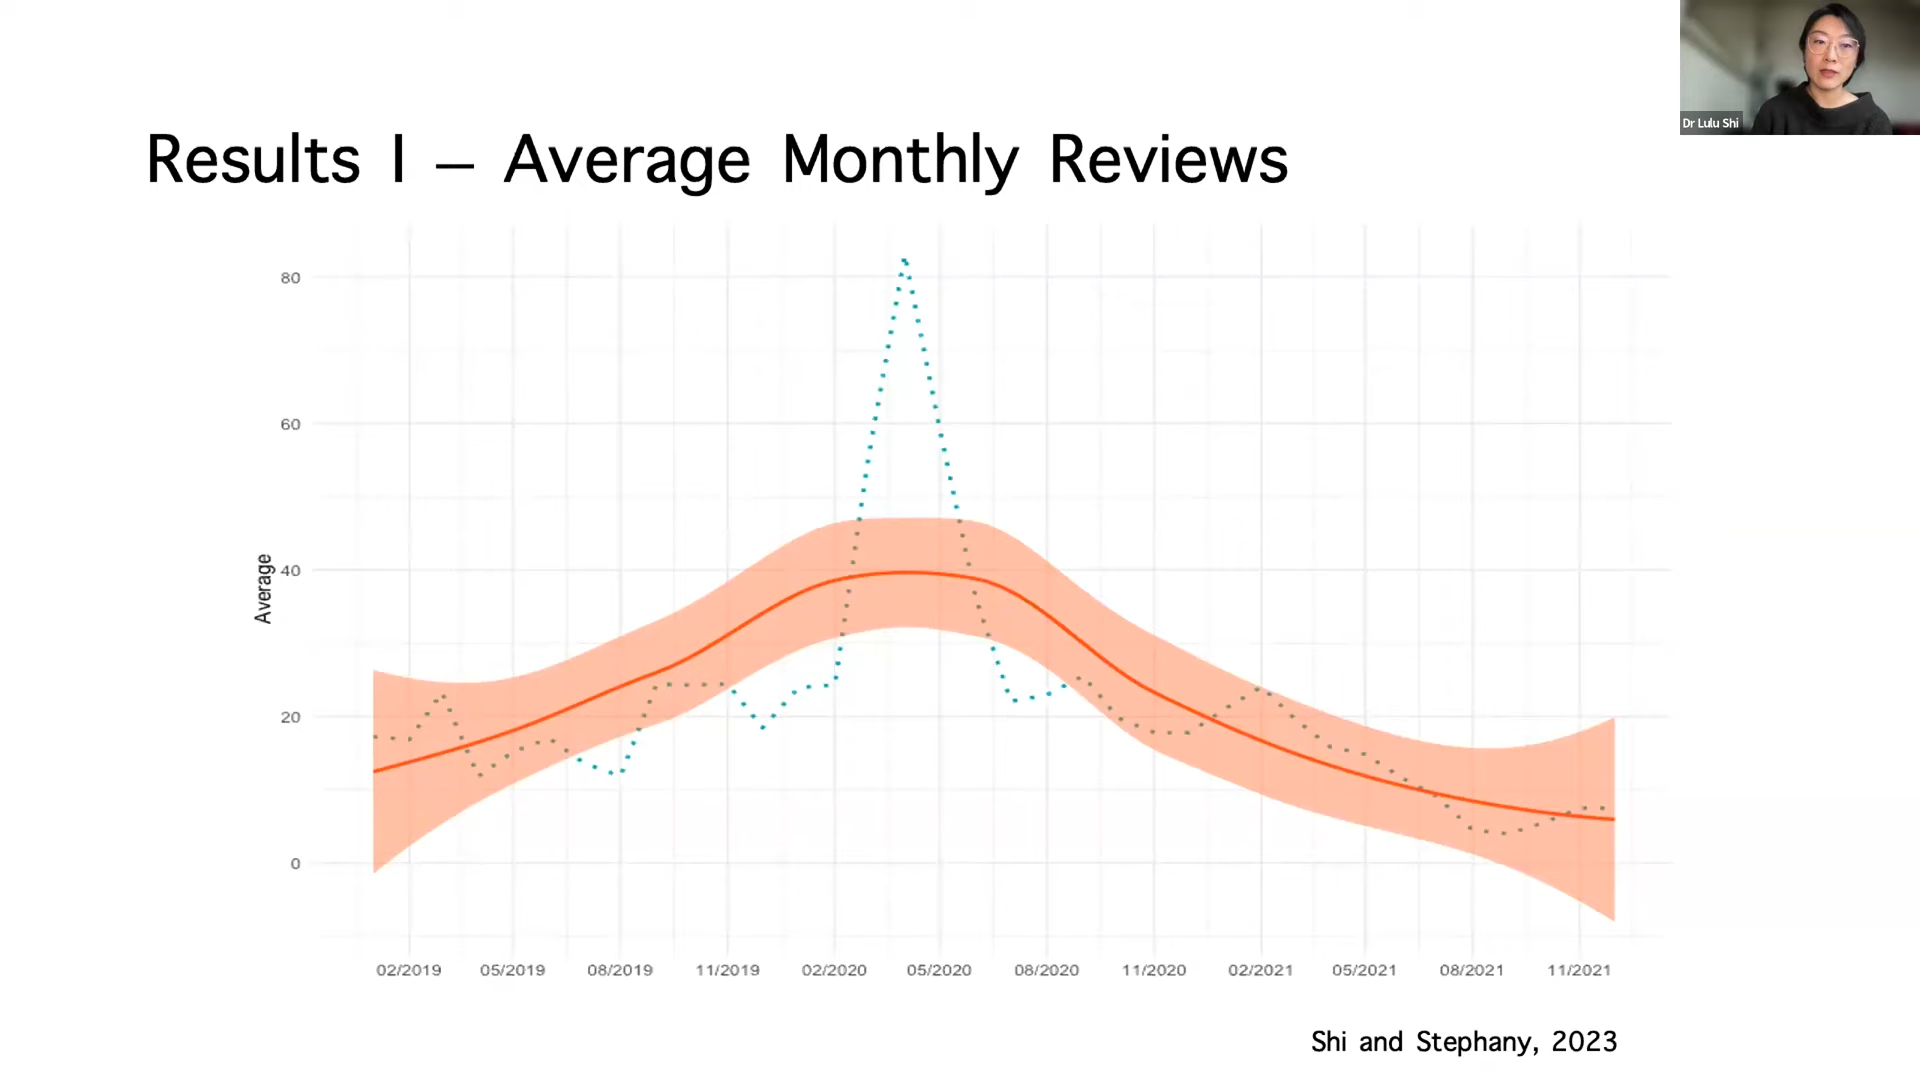 Dr Lulu Shi
Results I – Average Monthly Reviews
80
60
Average
40
20
0
02/2019 05/2019 08/2019 11/2019 02/2020 05/2020 08/2020 11/2020 02/2021 05/2021 08/2021 11/2021
Shi and Stephany, 2023